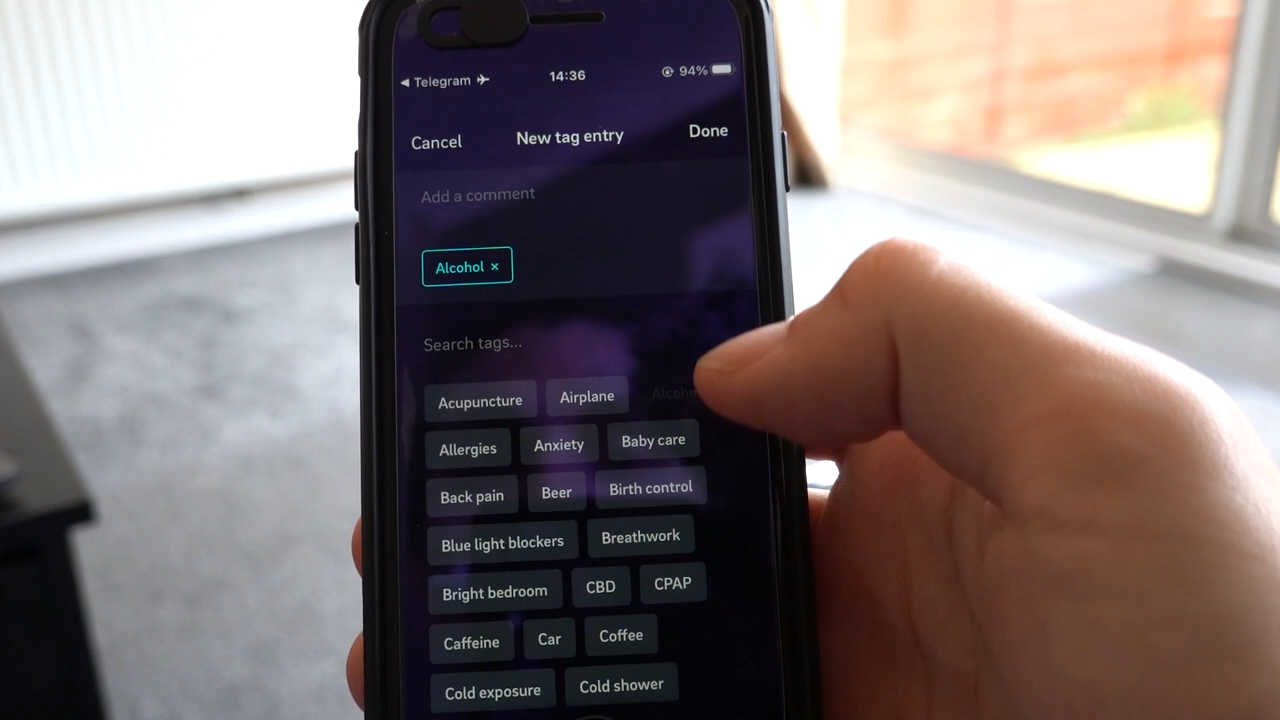 Telegram 14:36 94%
Cancel New tag entry Done
Add a comment
Alcohol ×
Search tags...
Acupuncture Airplane Alcoho
Allergies Anxiety Baby care
Back pain Beer Birth control
Blue light blockers Breathwork
Bright bedroom CBD CPAP
Caffeine Car Coffee
Cold exposure Cold shower